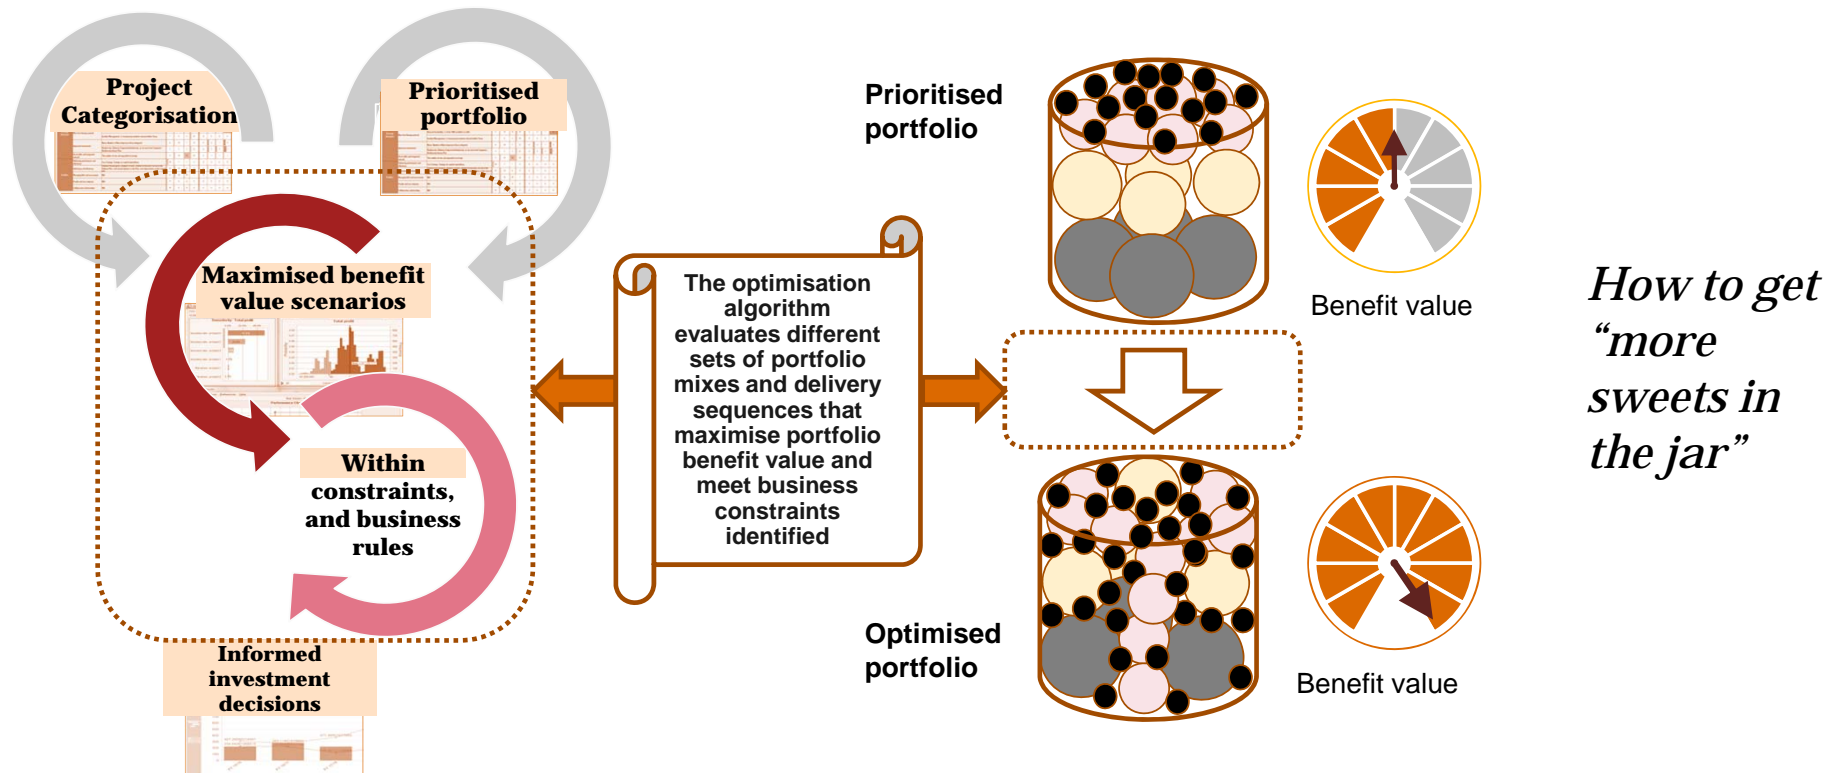 Project
Categorisation
Prioritised
portfolio
Maximised benefit
value scenarios
Within
constraints,
and business
rules
Informed
investment
decisions
The optimisation
algorithm
evaluates different
sets of portfolio
mixes and delivery
sequences that
maximise portfolio
benefit value and
meet business
constraints
identified
Prioritised
portfolio
Benefit value
Optimised
portfolio
Benefit value
How to get
“more
sweets in
the jar”